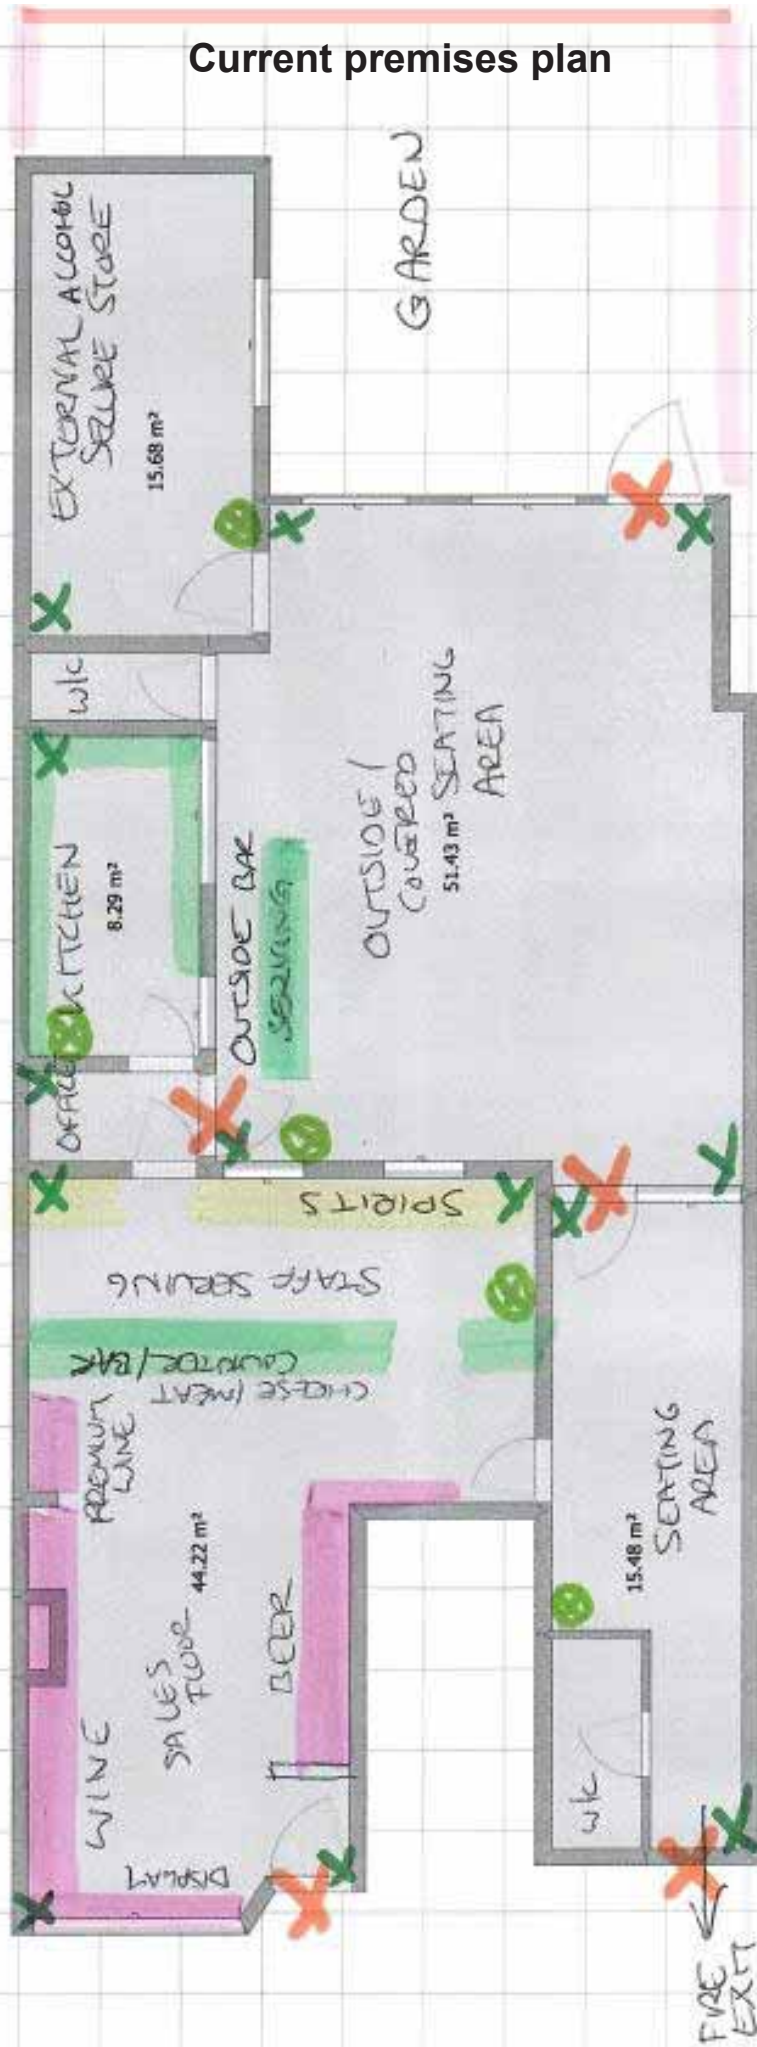 Current premises plan
GARDEN
EXTERNAL ALCOHOL
SECURE STORE
15.68 m²
w/c
KITCHEN
8.29 m²
OFFICE
OUTSIDE BAR
SERVING
OUTSIDE /
COVERED
51.43 m² SEATING
AREA
SPIRITS
STAFF SERVING
COUNTER/BAR
CHEESE/MEAT
PREMIUM
WINE
44.22 m²
SALES
FLOOR
BEER
WINE
DISPLAY
15.48 m²
SEATING
AREA
w/c
FIRE
EXIT